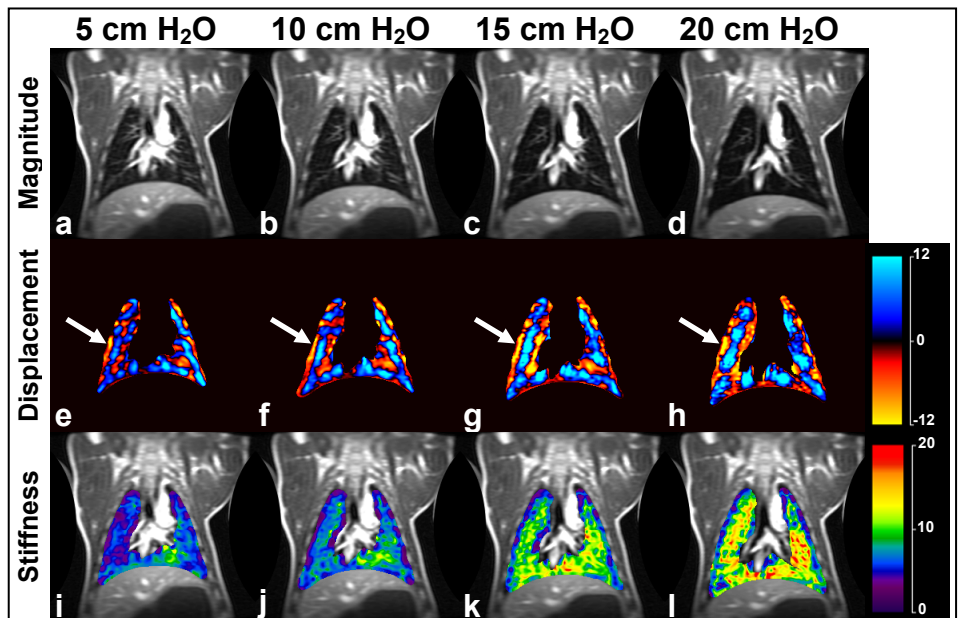 5 cm H₂O 10 cm H₂O 15 cm H₂O 20 cm H₂O
Magnitude
a b c d
Displacement
e f g h
12
0
-12
Stiffness
i j k l
20
10
0